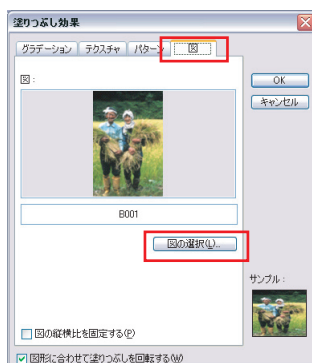 塗りつぶし効果
グラデーション テクスチャ パターン 図
図:
OK
キャンセル
B001
図の選択(L)...
サンプル:
図の縦横比を固定する(P)
図形に合わせて塗りつぶしを回転する(W)